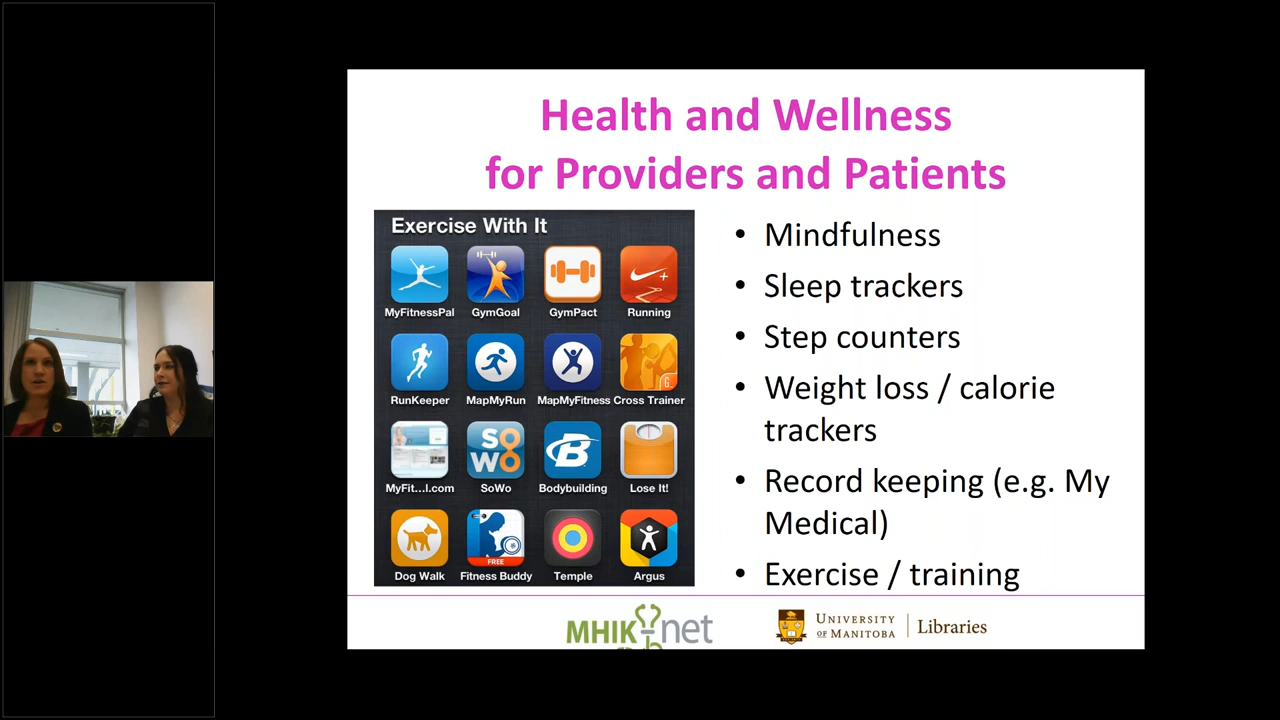 Health and Wellness
for Providers and Patients
Exercise With It
MyFitnessPal GymGoal GymPact Running
RunKeeper MapMyRun MapMyFitness Cross Trainer
MyFit...l.com SoWo Bodybuilding Lose It!
FREE
Dog Walk Fitness Buddy Temple Argus
• Mindfulness
• Sleep trackers
• Step counters
• Weight loss / calorie
trackers
• Record keeping (e.g. My
Medical)
• Exercise / training
MHIKnet
UNIVERSITY
OF MANITOBA
Libraries